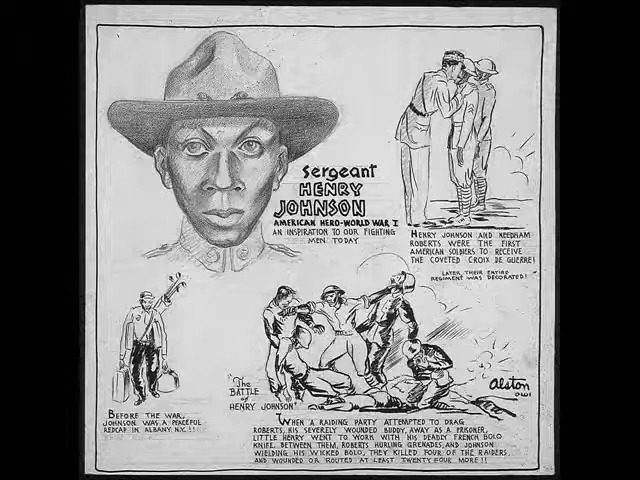 Sergeant
HENRY
JOHNSON
AMERICAN HERO-WORLD WAR I
AN INSPIRATION TO OUR FIGHTING
MEN TODAY
HENRY JOHNSON AND NEEDHAM
ROBERTS WERE THE FIRST
AMERICAN SOLDIERS TO RECEIVE
THE COVETED CROIX DE GUERRE!
LATER THEIR ENTIRE
REGIMENT WAS DECORATED!
BEFORE THE WAR,
JOHNSON WAS A PEACEFUL
REDCAP IN ALBANY N.Y.!!
"The
BATTLE
of
HENRY JOHNSON"
Alston
OWI
WHEN A RAIDING PARTY ATTEMPTED TO DRAG
ROBERTS, HIS SEVERELY WOUNDED BUDDY, AWAY AS A PRISONER,
LITTLE HENRY WENT TO WORK WITH HIS DEADLY FRENCH BOLO
KNIFE. BETWEEN THEM, ROBERTS HURLING GRENADES, AND JOHNSON
WIELDING HIS WICKED BOLO, THEY KILLED FOUR OF THE RAIDERS
AND WOUNDED OR ROUTED AT LEAST TWENTY FOUR MORE!!